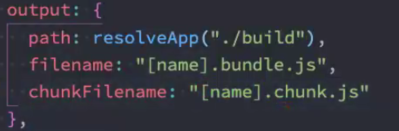 output: {
path: resolveApp("./build"),
filename: "[name].bundle.js",
chunkFilename: "[name].chunk.js"
},